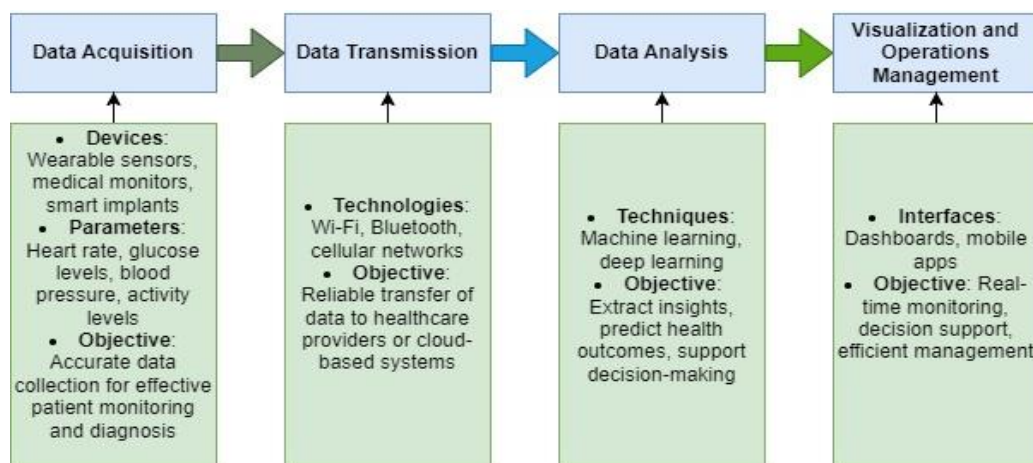 Data Acquisition
Data Transmission
Data Analysis
Visualization and
Operations
Management
• Devices:
Wearable sensors,
medical monitors,
smart implants
• Parameters:
Heart rate, glucose
levels, blood
pressure, activity
levels
• Objective:
Accurate data
collection for effective
patient monitoring
and diagnosis
• Technologies:
Wi-Fi, Bluetooth,
cellular networks
• Objective:
Reliable transfer of
data to healthcare
providers or cloud-
based systems
• Techniques:
Machine learning,
deep learning
• Objective:
Extract insights,
predict health
outcomes, support
decision-making
• Interfaces:
Dashboards, mobile
apps
• Objective: Real-
time monitoring,
decision support,
efficient management